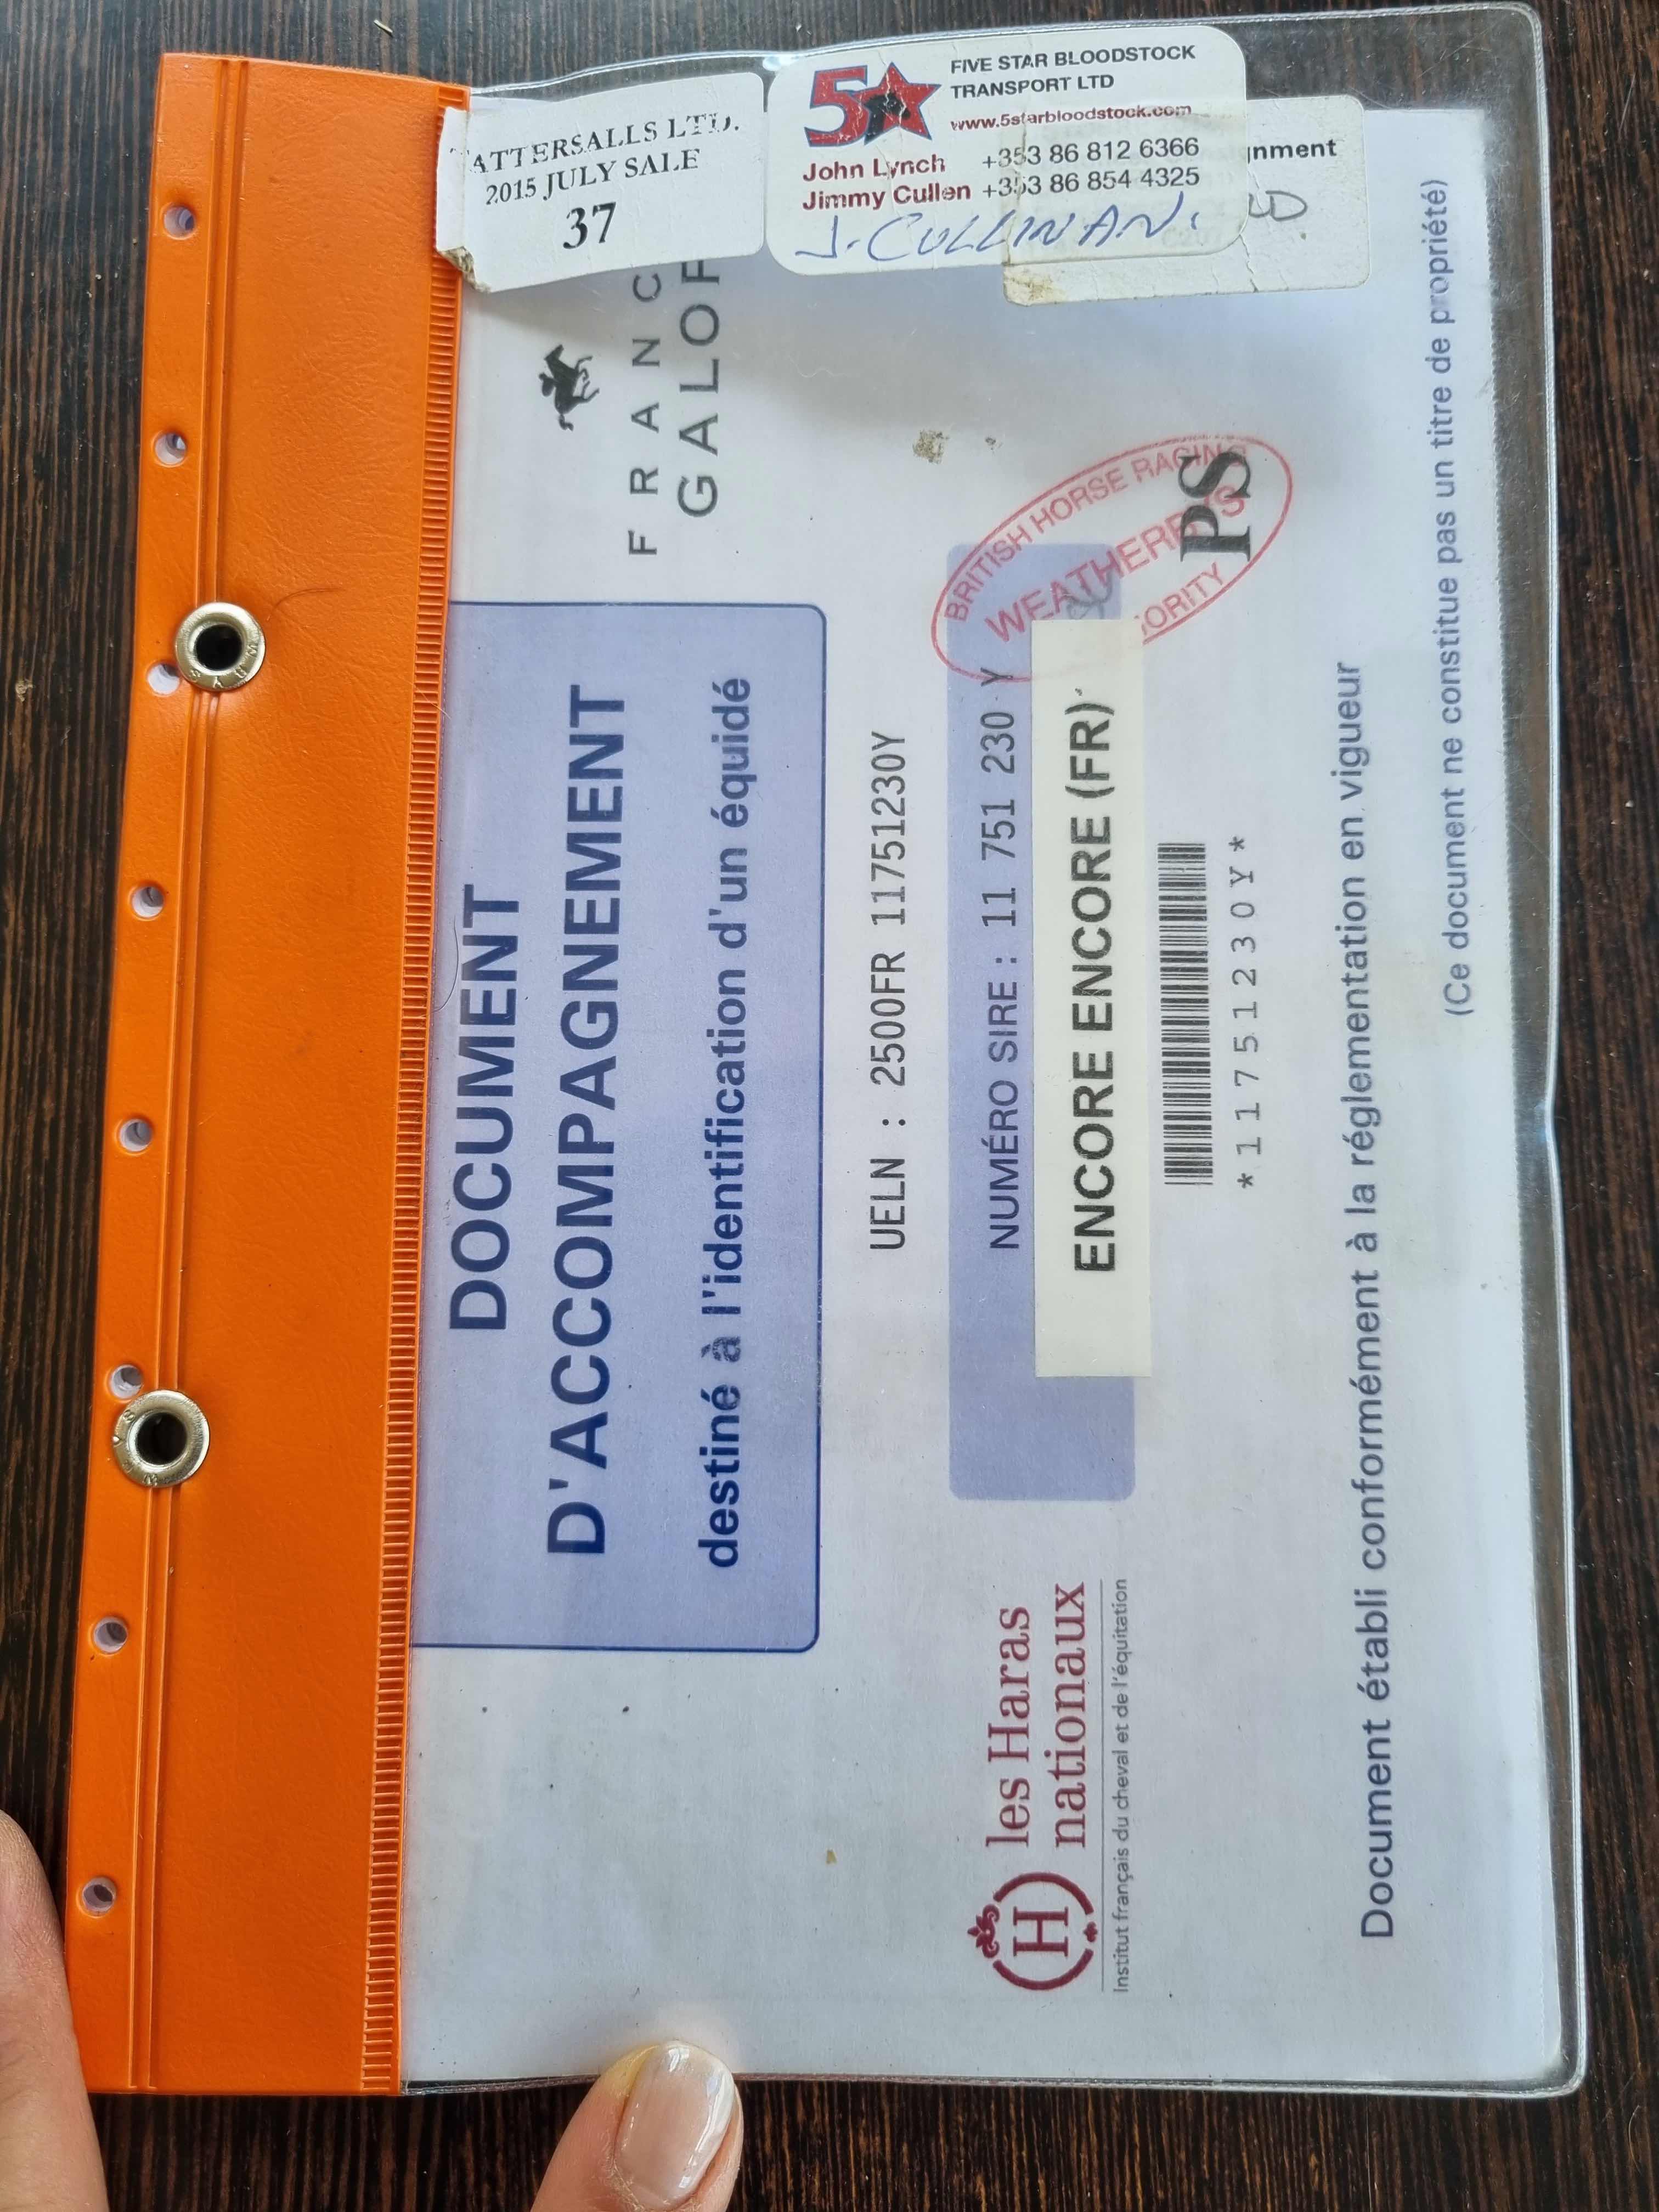 TATTERSALLS LTD.
2015 JULY SALE
37
FIVE STAR BLOODSTOCK
TRANSPORT LTD
www.5starbloodstock.com
5
John Lynch +353 86 812 6366
Jimmy Cullen +353 86 854 4325
J. CULLINAN.
FRANC
GALOP
DOCUMENT
D'ACCOMPAGNEMENT
destiné à l'identification d'un équidé
UELN : 2500FR 11751230Y
NUMÉRO SIRE : 11 751 230 Y
ENCORE ENCORE (FR)
*11751230Y*
PS
BRITISH HORSE RACING
WEATHERBYS
les Haras
nationaux
H
Institut français du cheval et de l'équitation
Document établi conformément à la réglementation en vigueur
(Ce document ne constitue pas un titre de propriété)